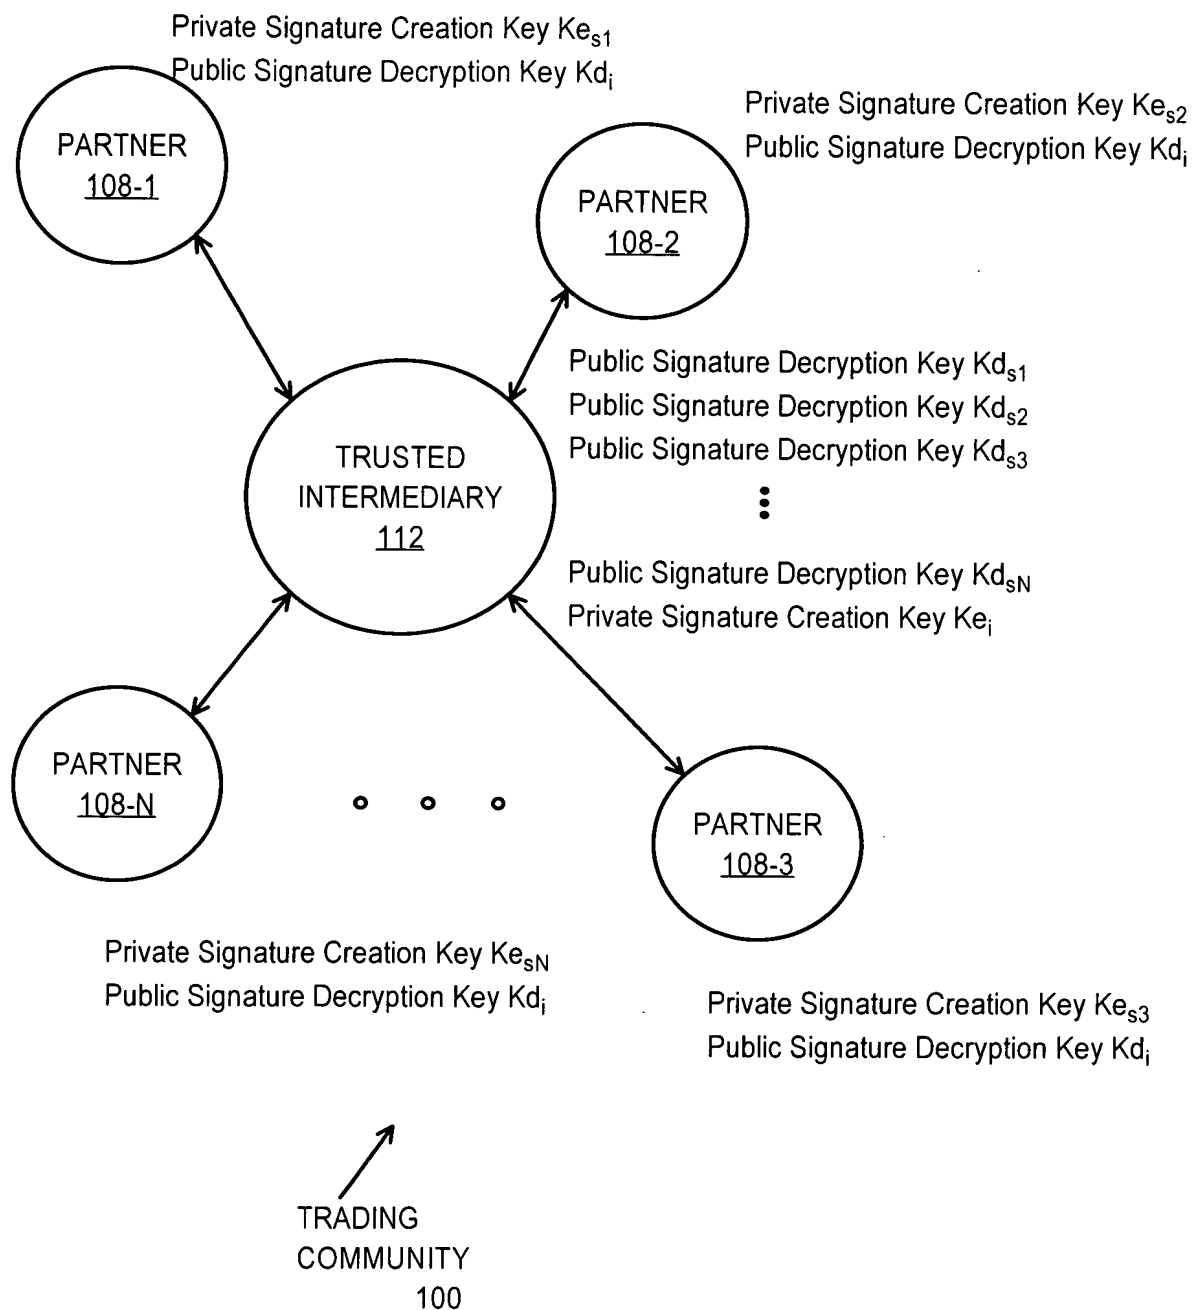 Private Signature Creation Key Ke_s1
Public Signature Decryption Key Kd_i
PARTNER
108-1
Private Signature Creation Key Ke_s2
Public Signature Decryption Key Kd_i
PARTNER
108-2
Public Signature Decryption Key Kd_s1
Public Signature Decryption Key Kd_s2
Public Signature Decryption Key Kd_s3
TRUSTED
INTERMEDIARY
112
Public Signature Decryption Key Kd_sN
Private Signature Creation Key Ke_i
PARTNER
108-N
PARTNER
108-3
Private Signature Creation Key Ke_sN
Public Signature Decryption Key Kd_i
Private Signature Creation Key Ke_s3
Public Signature Decryption Key Kd_i
TRADING
COMMUNITY
100